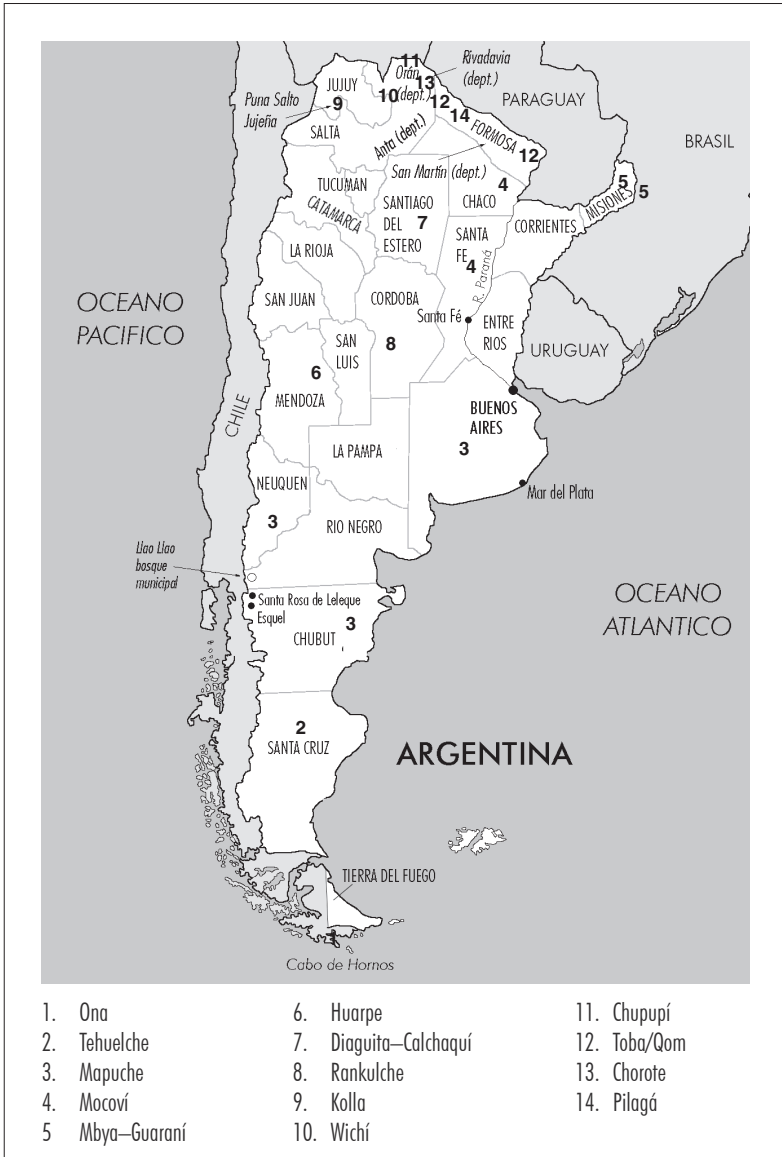 11
Orán
(dept.)
13
10
12
14
Rivadavia
(dept.)
JUJUY
9
Puna Salto
Jujeña
PARAGUAY
BRASIL
SALTA
Anta (dept.)
FORMOSA
12
San Martín (dept.)
4
CHACO
5
5
MISIONES
TUCUMAN
CATAMARCA
SANTIAGO
DEL
ESTERO
7
SANTA
FE
4
R. Paraná
CORRIENTES
LA RIOJA
SAN JUAN
CORDOBA
8
Santa Fé
ENTRE
RIOS
URUGUAY
OCEANO
PACIFICO
SAN
LUIS
6
MENDOZA
CHILE
BUENOS
AIRES
3
LA PAMPA
Mar del Plata
NEUQUEN
3
RIO NEGRO
Llao Llao
bosque
municipal
Santa Rosa de Leleque
Esquel
3
CHUBUT
OCEANO
ATLANTICO
2
SANTA CRUZ
ARGENTINA
TIERRA DEL FUEGO
1
Cabo de Hornos
1. Ona
2. Tehuelche
3. Mapuche
4. Mocoví
5 Mbya–Guaraní
6. Huarpe
7. Diaguita–Calchaquí
8. Rankulche
9. Kolla
10. Wichí
11. Chupupí
12. Toba/Qom
13. Chorote
14. Pilagá